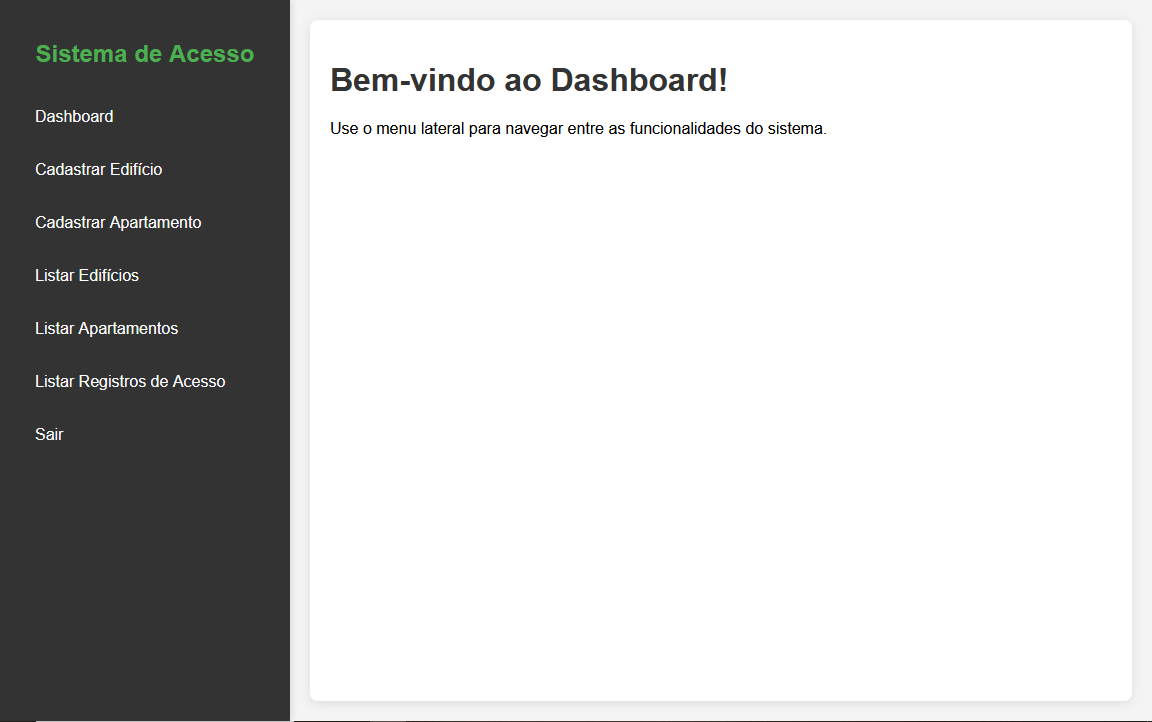 Sistema de Acesso
Dashboard
Cadastrar Edifício
Cadastrar Apartamento
Listar Edifícios
Listar Apartamentos
Listar Registros de Acesso
Sair
Bem-vindo ao Dashboard!
Use o menu lateral para navegar entre as funcionalidades do sistema.